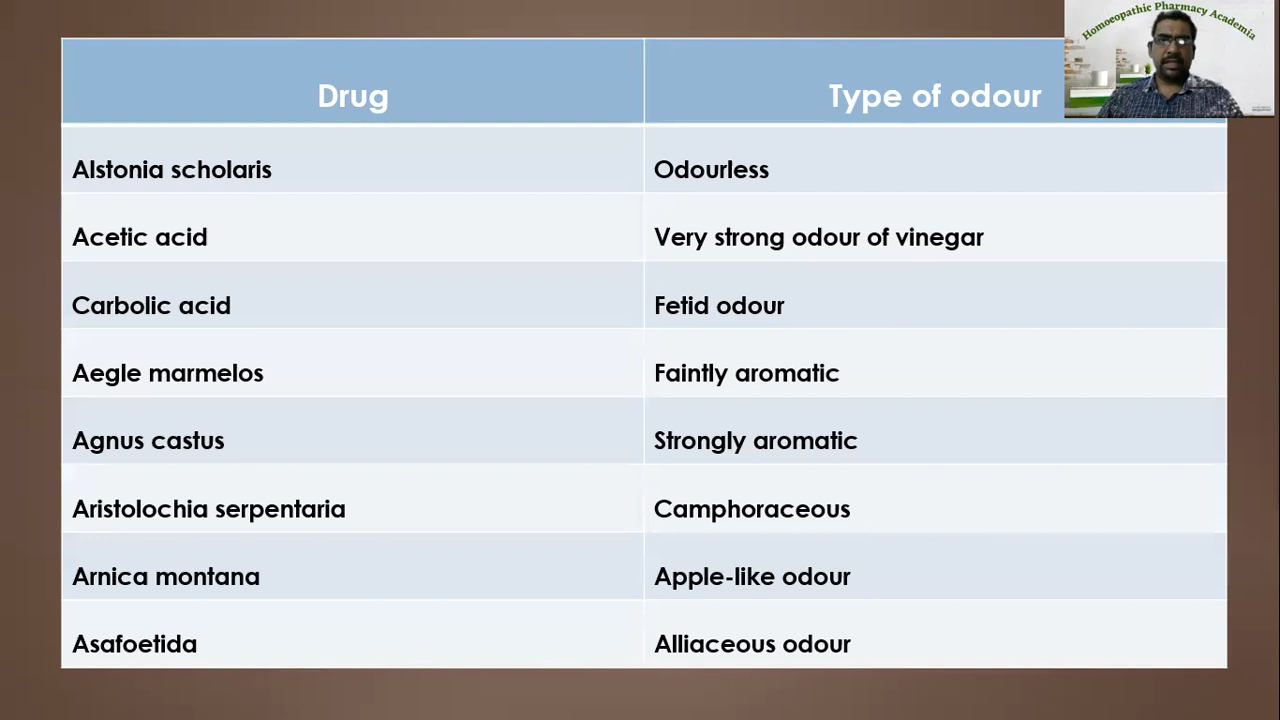 Homoeopathic Pharmacy Academia
Drug Type of odour
Alstonia scholaris Odourless
Acetic acid Very strong odour of vinegar
Carbolic acid Fetid odour
Aegle marmelos Faintly aromatic
Agnus castus Strongly aromatic
Aristolochia serpentaria Camphoraceous
Arnica montana Apple-like odour
Asafoetida Alliaceous odour